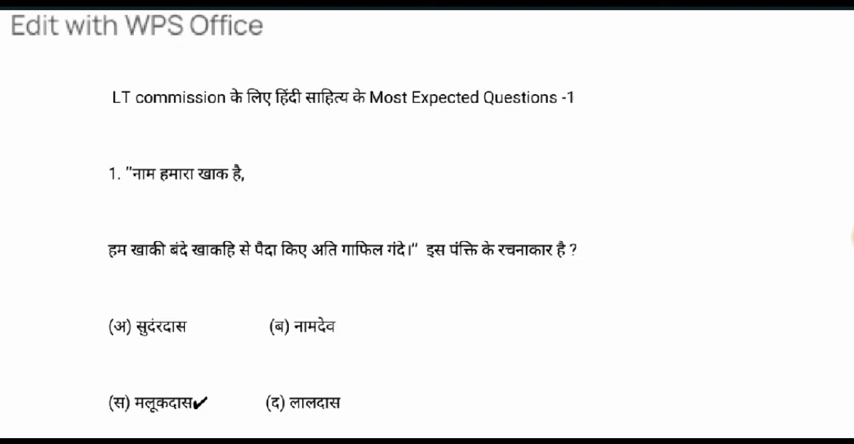 Edit with WPS Office
LT commission के लिए हिंदी साहित्य के Most Expected Questions -1
1. "नाम हमारा खाक है,
हम खाकी बंदे खाकहि से पैदा किए अति गाफिल गंदे।" इस पंक्ति के रचनाकार है ?
(अ) सुदंरदास (ब) नामदेव
(स) मलूकदास✔ (द) लालदास